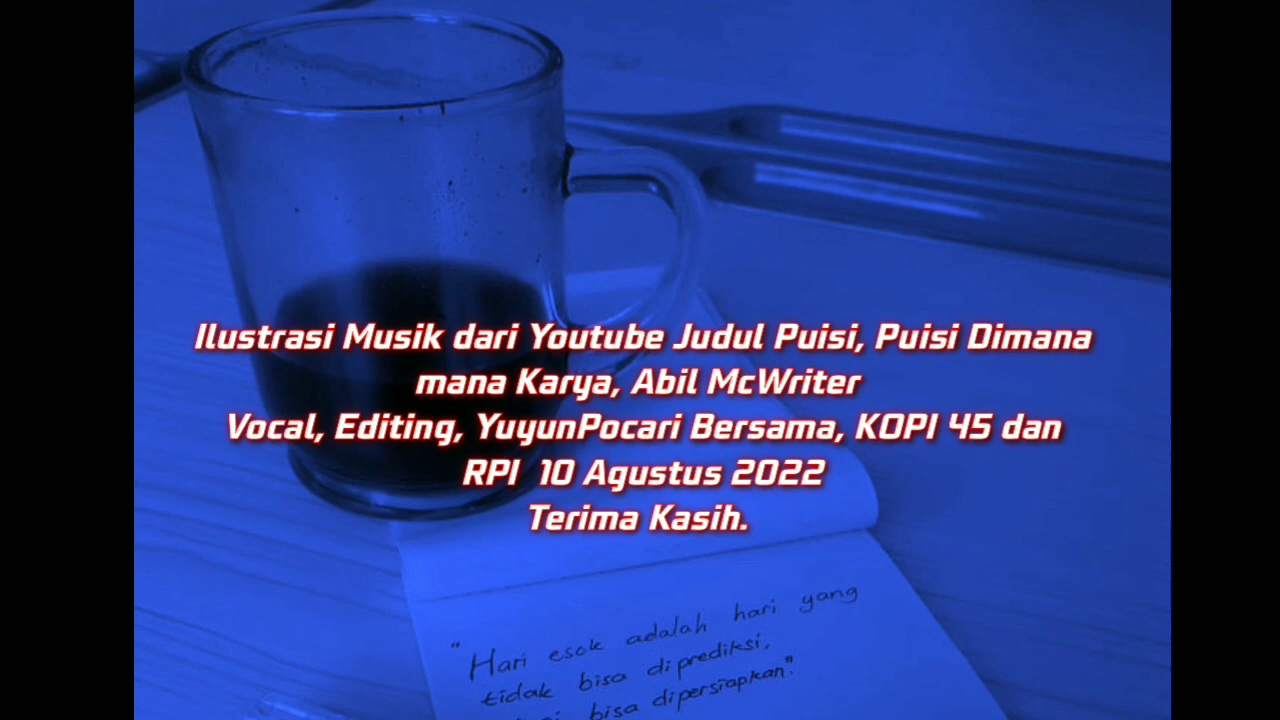 Ilustrasi Musik dari Youtube Judul Puisi, Puisi Dimana
mana Karya, Abil McWriter
Vocal, Editing, YuyunPocari Bersama, KOPI 45 dan
RPI 10 Agustus 2022
Terima Kasih.
"Hari esok adalah hari yang
tidak bisa diprediksi,
bisa dipersiapkan".